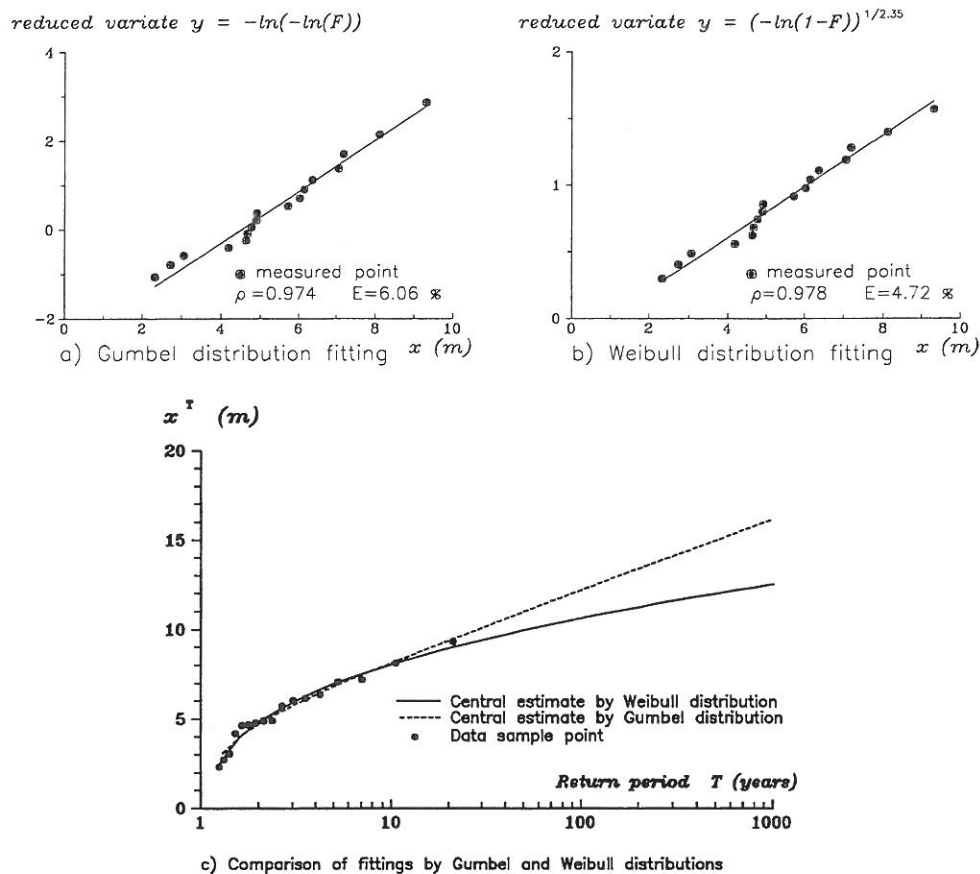 reduced variate y = -ln(-ln(F))
4
2
0
-2
0
2
4
6
8
10
measured point
ρ=0.974 E=6.06 %
a) Gumbel distribution fitting x (m)
reduced variate y = (-ln(1-F))^1/2.35
2
1
0
0
2
4
6
8
10
measured point
ρ=0.978 E=4.72 %
b) Weibull distribution fitting x (m)
x^T (m)
20
15
10
5
0
Central estimate by Weibull distribution
Central estimate by Gumbel distribution
Data sample point
Return period T (years)
1
10
100
1000
c) Comparison of fittings by Gumbel and Weibull distributions